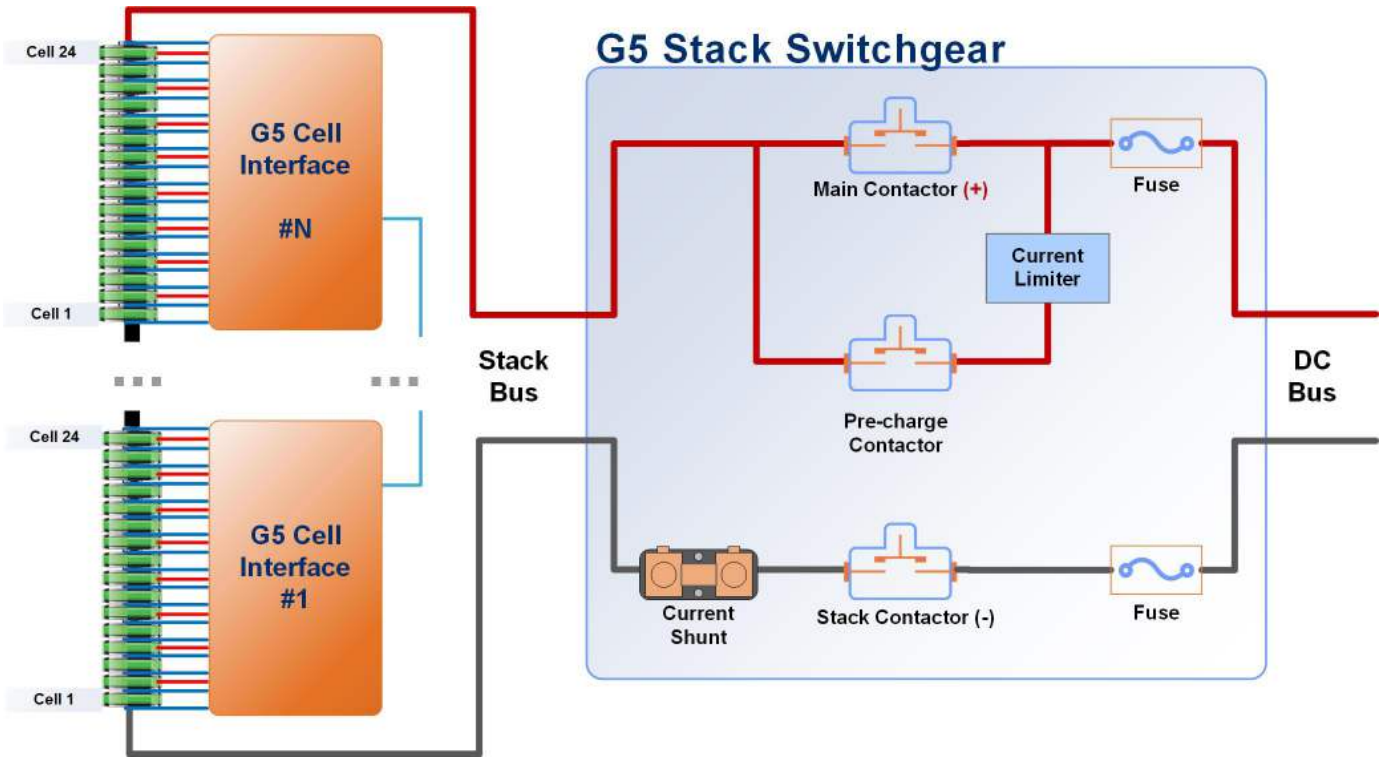 G5 Stack Switchgear
Cell 24
G5 Cell
Interface
#N
Cell 1
Cell 24
G5 Cell
Interface
#1
Cell 1
Stack
Bus
Main Contactor (+)
Fuse
Current
Limiter
Pre-charge
Contactor
DC
Bus
Current
Shunt
Stack Contactor (-)
Fuse